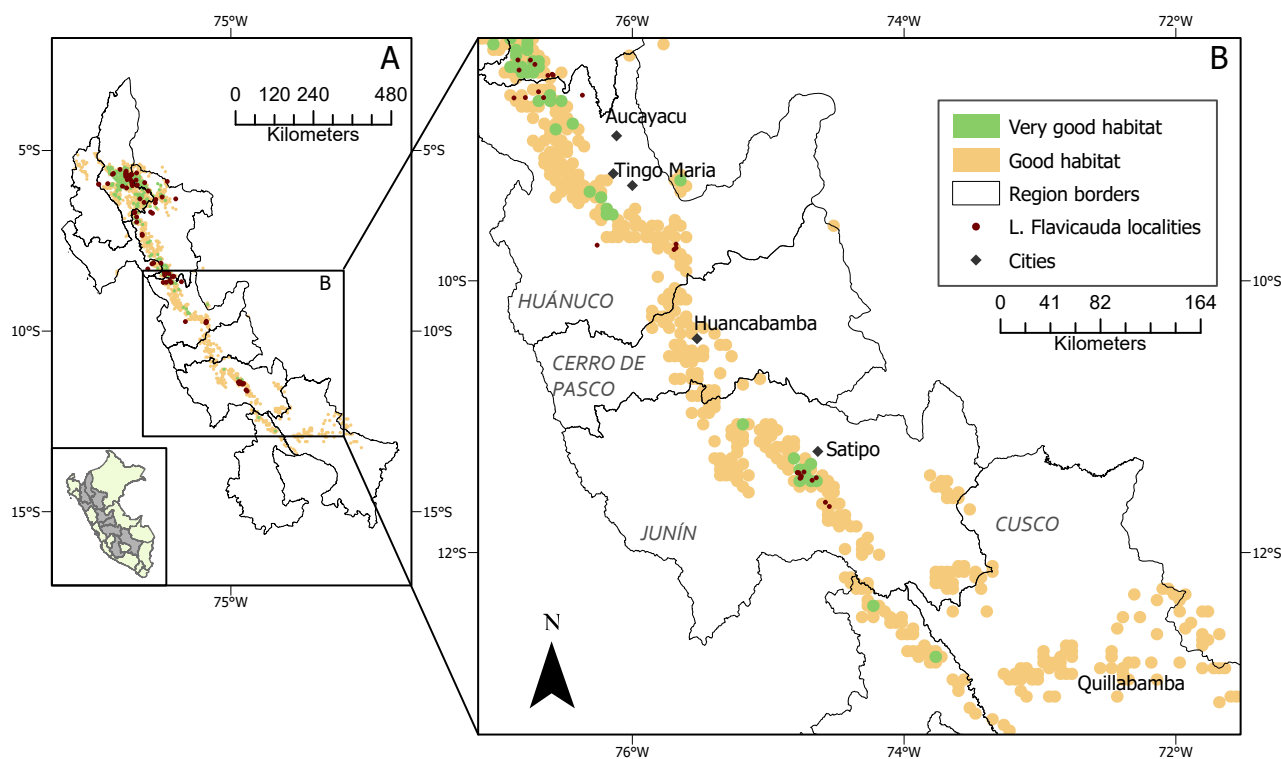 75°W
76°W
74°W
72°W
A
B
0 120 240 480
Kilometers
Very good habitat
Good habitat
Region borders
L. Flavicauda localities
Cities
0 41 82 164
Kilometers
5°S
5°S
Aucayacu
Tingo Maria
B
10°S
10°S
10°S
10°S
HUÁNUCO
Huancabamba
CERRO DE
PASCO
Satipo
15°S
15°S
JUNÍN
CUSCO
12°S
12°S
N
Quillabamba
75°W
76°W
74°W
72°W